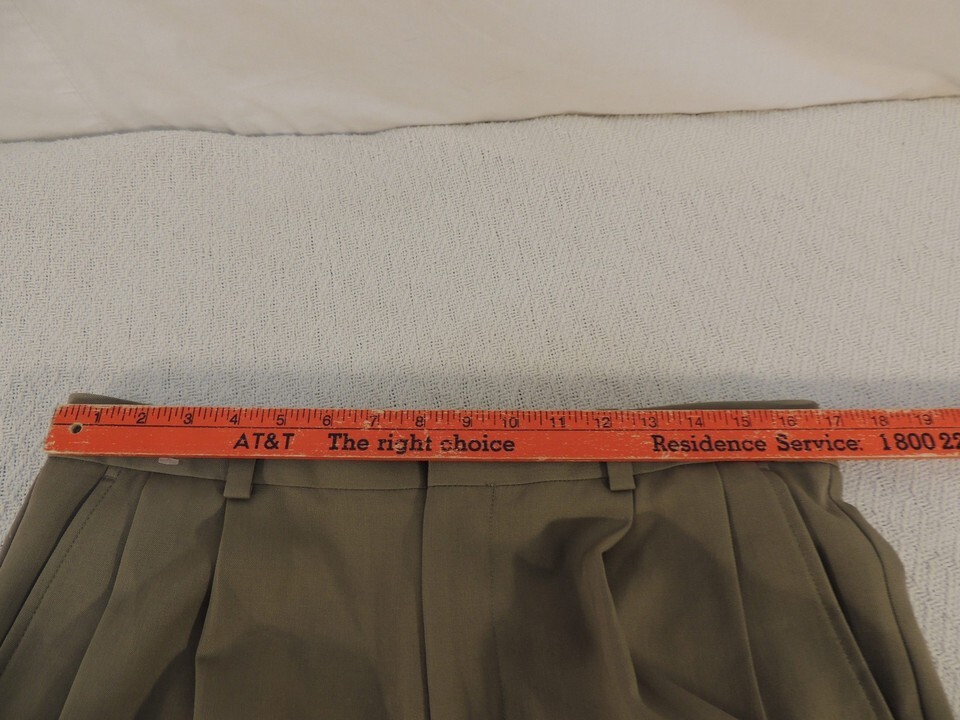 1 2 3 4 5 6 7 8 9 10 11 12 13 14 15 16 17 18 19
AT&T The right choice Residence Service: 1 800 22